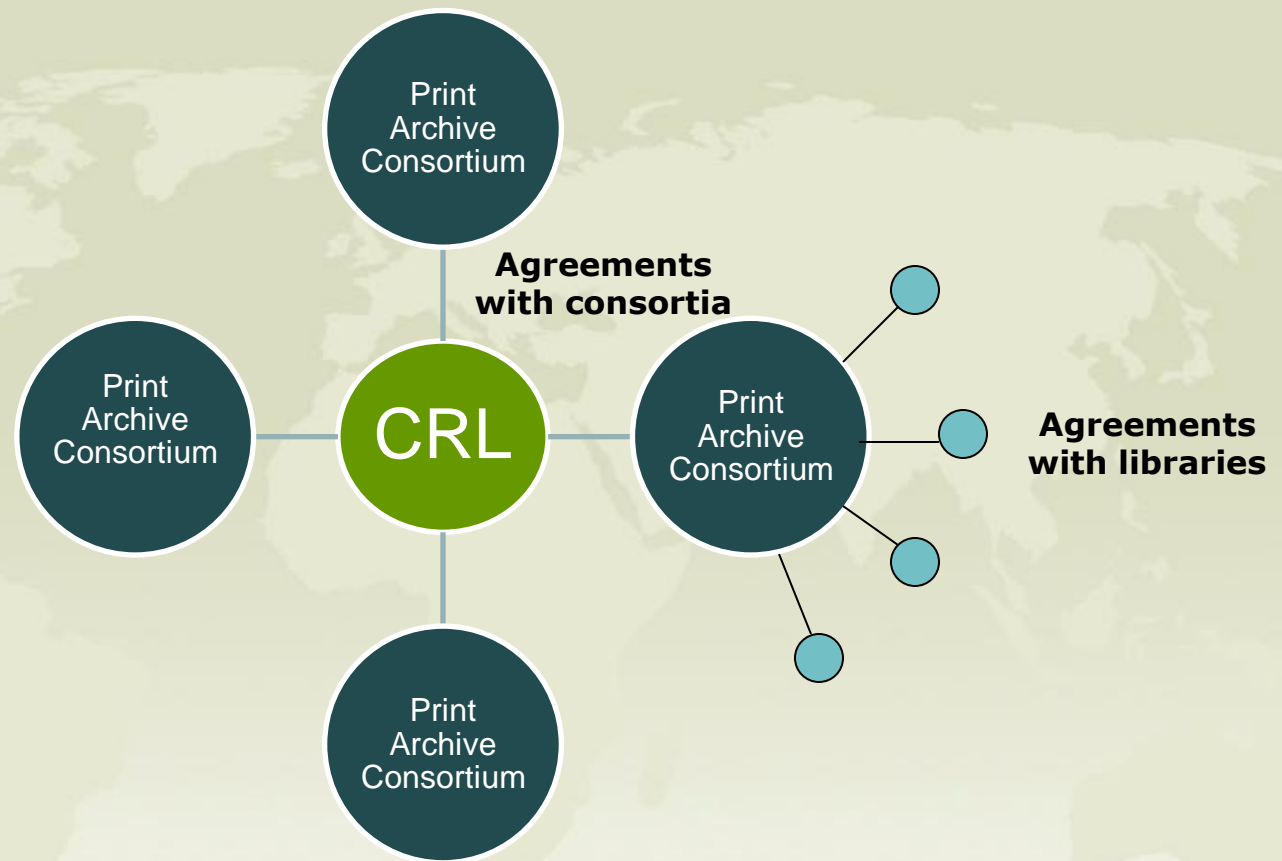 Print
Archive
Consortium
Agreements
with consortia
Print
Archive
Consortium
CRL
Print
Archive
Consortium
Agreements
with libraries
Print
Archive
Consortium